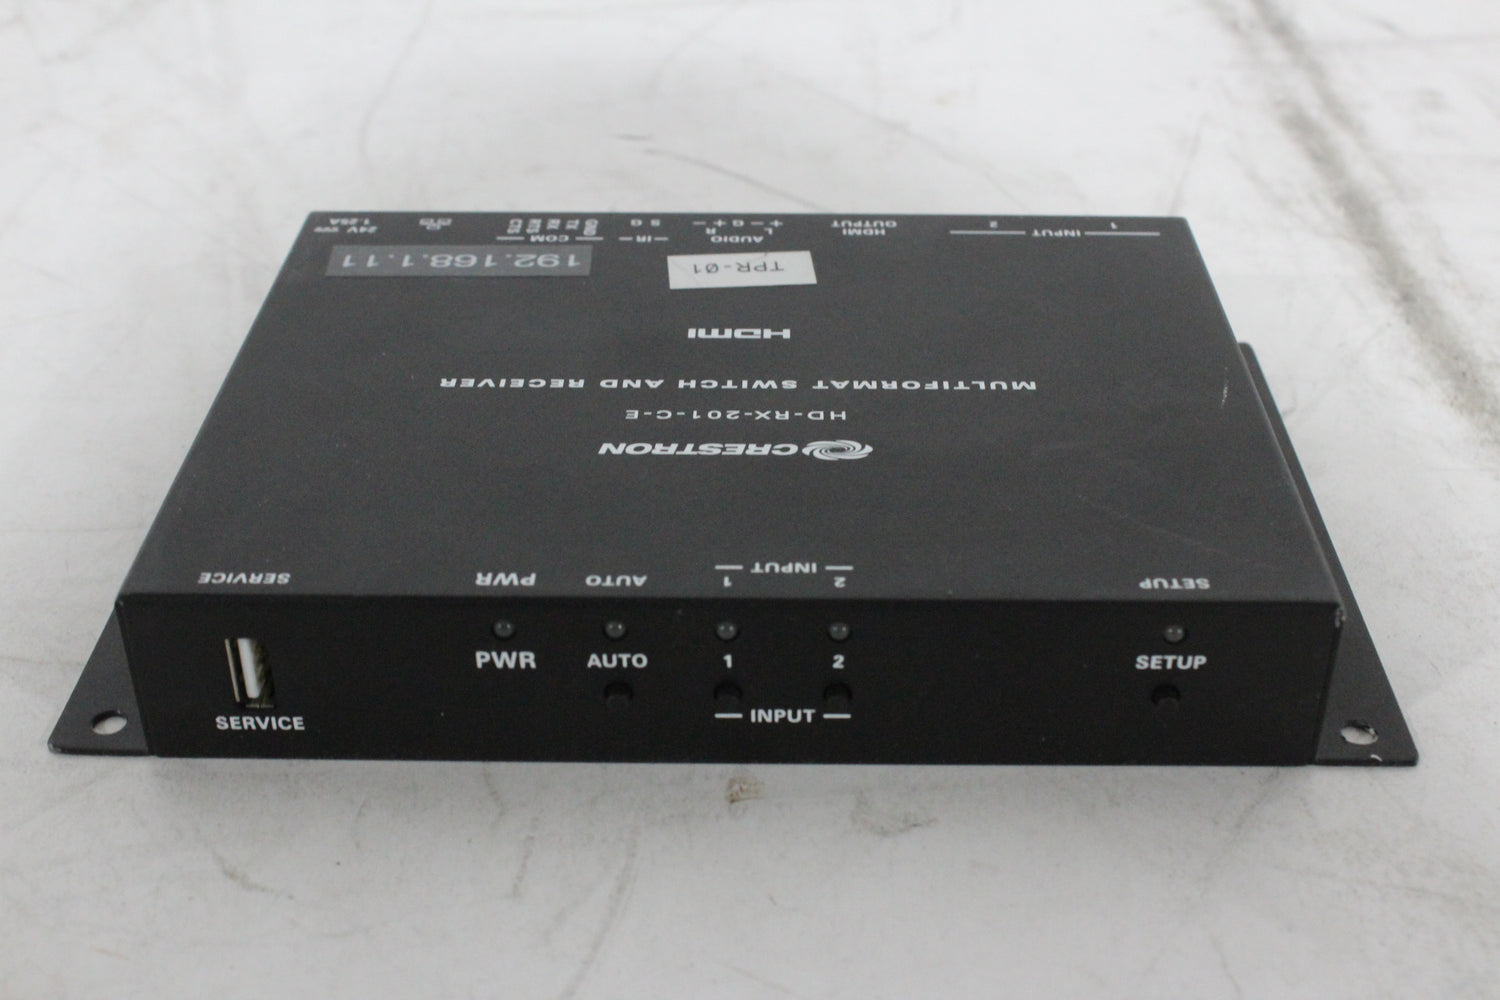 1 INPUT 2
HDMI OUTPUT
AUDIO
L R
+ - G + -
IR
S G
COM
GND TX RX RTS CTS
24V 1.25A
192.168.1.11
TPR-01
HDMI
MULTIFORMAT SWITCH AND RECEIVER
HD-RX-201-C-E
CRESTRON
SERVICE PWR AUTO 1 INPUT 2 SETUP
PWR AUTO 1 2 SETUP
SERVICE INPUT